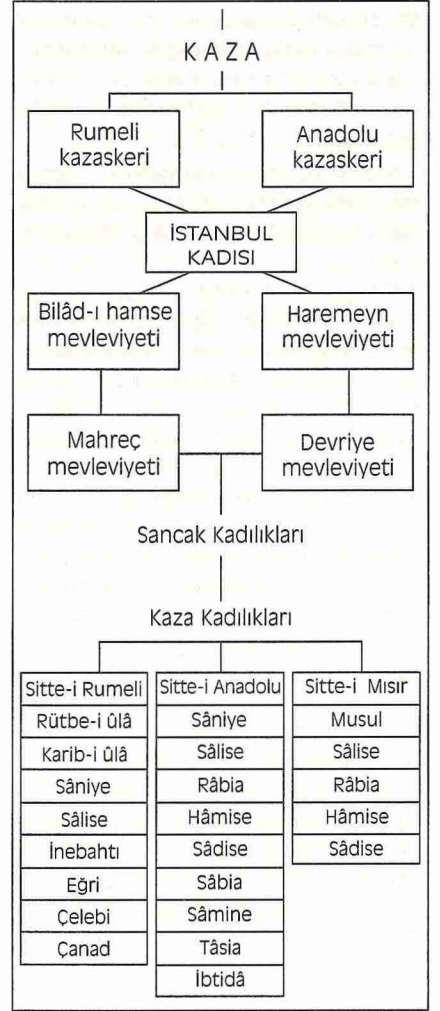 KAZA
Rumeli
kazaskeri
Anadolu
kazaskeri
İSTANBUL
KADISI
Bilâd-ı hamse
mevleviyeti
Haremeyn
mevleviyeti
Mahreç
mevleviyeti
Devriye
mevleviyeti
Sancak Kadılıkları
Kaza Kadılıkları
Sitte-i Rumeli
Rütbe-i ûlâ
Karib-i ûlâ
Sâniye
Sâlise
İnebahtı
Eğri
Çelebi
Çanad
Sitte-i Anadolu
Sâniye
Sâlise
Râbia
Hâmise
Sâdise
Sâbia
Sâmine
Tâsia
İbtidâ
Sitte-i Mısır
Musul
Sâlise
Râbia
Hâmise
Sâdise